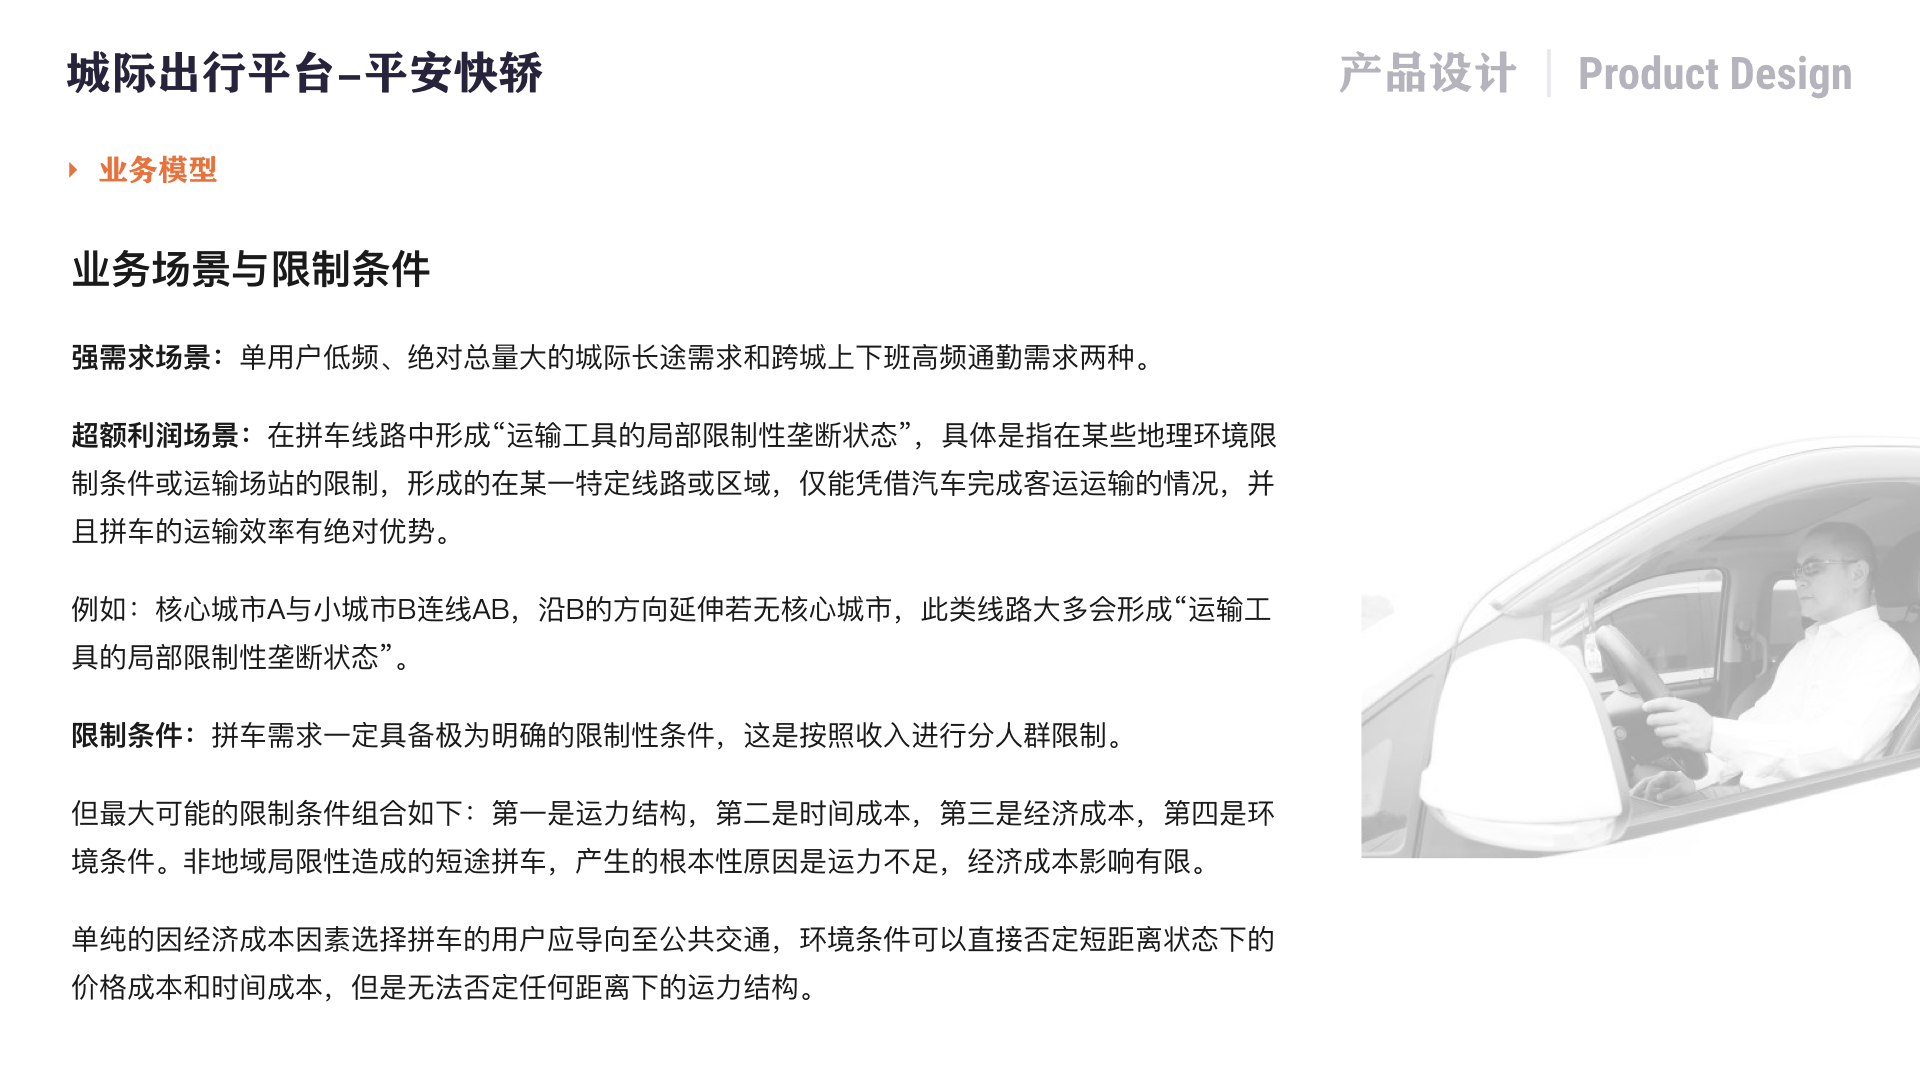 城际出行平台–平安快轿
产品设计 | Product Design
业务模型
业务场景与限制条件
强需求场景：单用户低频、绝对总量大的城际长途需求和跨城上下班高频通勤需求两种。
超额利润场景：在拼车线路中形成“运输工具的局部限制性垄断状态”，具体是指在某些地理环境限
制条件或运输场站的限制，形成的在某一特定线路或区域，仅能凭借汽车完成客运运输的情况，并
且拼车的运输效率有绝对优势。
例如：核心城市A与小城市B连线AB，沿B的方向延伸若无核心城市，此类线路大多会形成“运输工
具的局部限制性垄断状态”。
限制条件：拼车需求一定具备极为明确的限制性条件，这是按照收入进行分人群限制。
但最大可能的限制条件组合如下：第一是运力结构，第二是时间成本，第三是经济成本，第四是环
境条件。非地域局限性造成的短途拼车，产生的根本性原因是运力不足，经济成本影响有限。
单纯的因经济成本因素选择拼车的用户应导向至公共交通，环境条件可以直接否定短距离状态下的
价格成本和时间成本，但是无法否定任何距离下的运力结构。